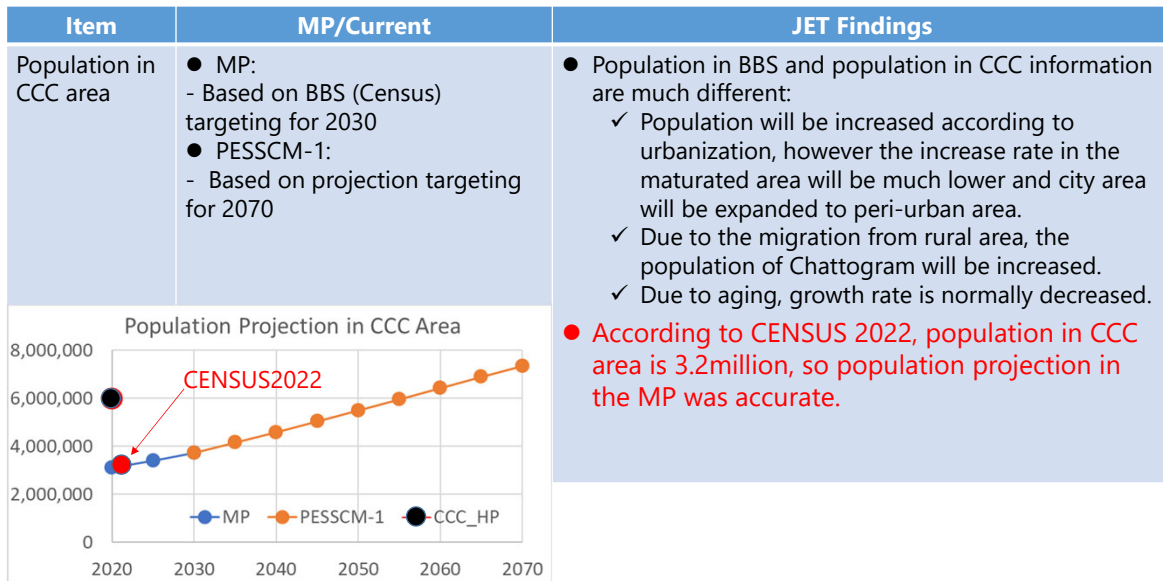 Item
MP/Current
JET Findings
Population in
CCC area
● MP:
- Based on BBS (Census)
targeting for 2030
● PESSCM-1:
- Based on projection targeting
for 2070
● Population in BBS and population in CCC information
are much different:
✓ Population will be increased according to
urbanization, however the increase rate in the
maturated area will be much lower and city area
will be expanded to peri-urban area.
✓ Due to the migration from rural area, the
population of Chattogram will be increased.
✓ Due to aging, growth rate is normally decreased.
● According to CENSUS 2022, population in CCC
area is 3.2million, so population projection in
the MP was accurate.
Population Projection in CCC Area
8,000,000
CENSUS2022
6,000,000
4,000,000
2,000,000
MP PESSCM-1 CCC_HP
0
2020 2030 2040 2050 2060 2070